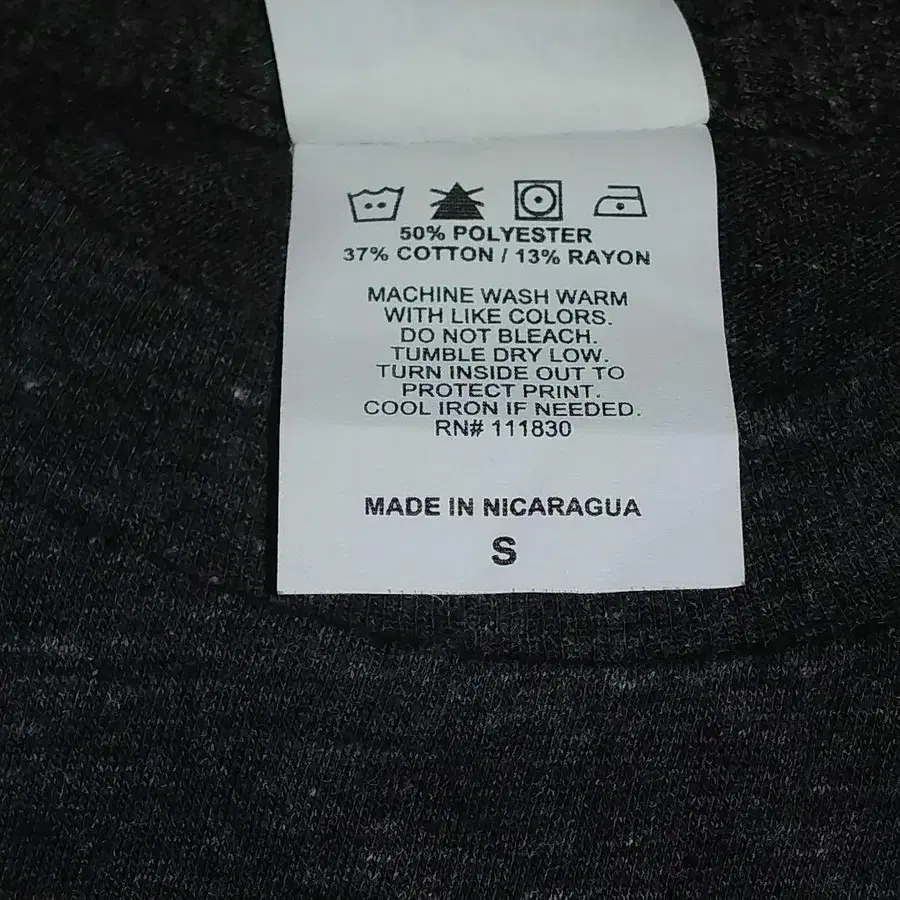 50% POLYESTER
37% COTTON / 13% RAYON
MACHINE WASH WARM
WITH LIKE COLORS.
DO NOT BLEACH.
TUMBLE DRY LOW.
TURN INSIDE OUT TO
PROTECT PRINT.
COOL IRON IF NEEDED.
RN# 111830
MADE IN NICARAGUA
S